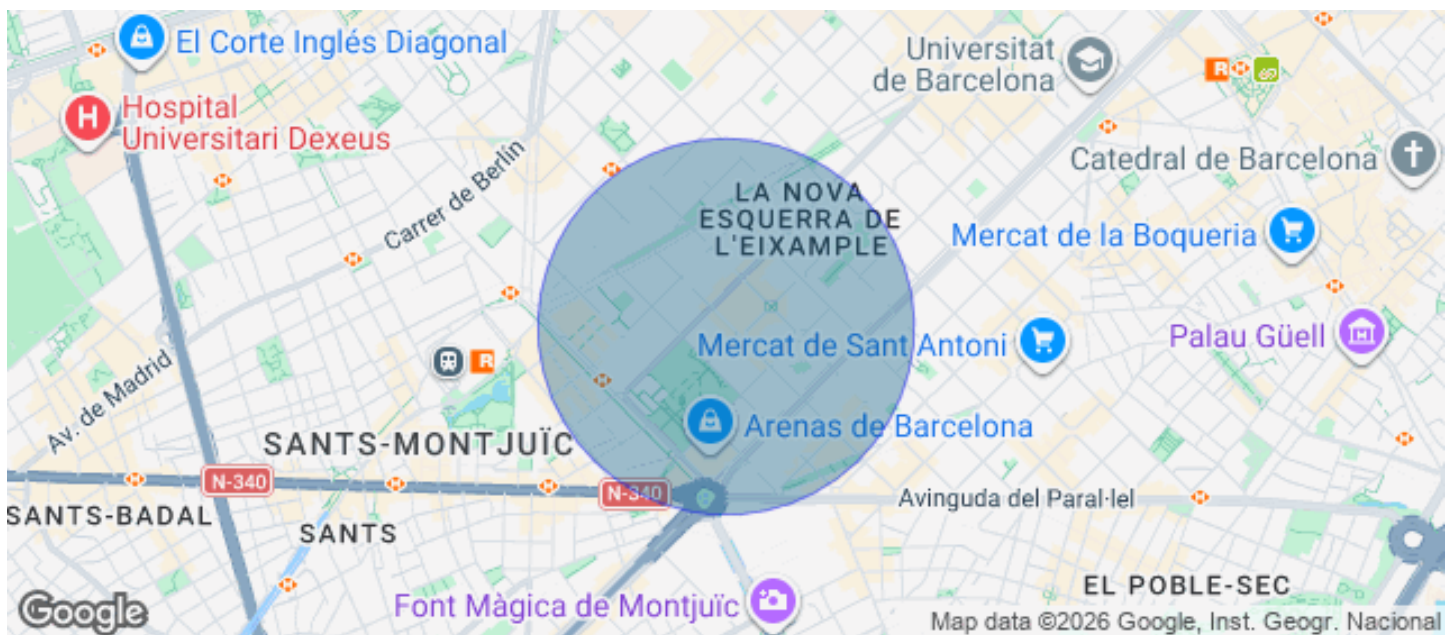 El Corte Inglés Diagonal
Universitat
de Barcelona
R
H
Hospital
Universitari Dexeus
Catedral de Barcelona
Carrer de Berlín
LA NOVA
ESQUERRA DE
L'EIXAMPLE
Mercat de la Boqueria
Mercat de Sant Antoni
Palau Güell
R
Av. de Madrid
Arenas de Barcelona
SANTS-MONTJUÏC
N-340
N-340
Avinguda del Paral·lel
SANTS-BADAL
SANTS
EL POBLE-SEC
Font Màgica de Montjuïc
Google
Map data ©2026 Google, Inst. Geogr. Nacional